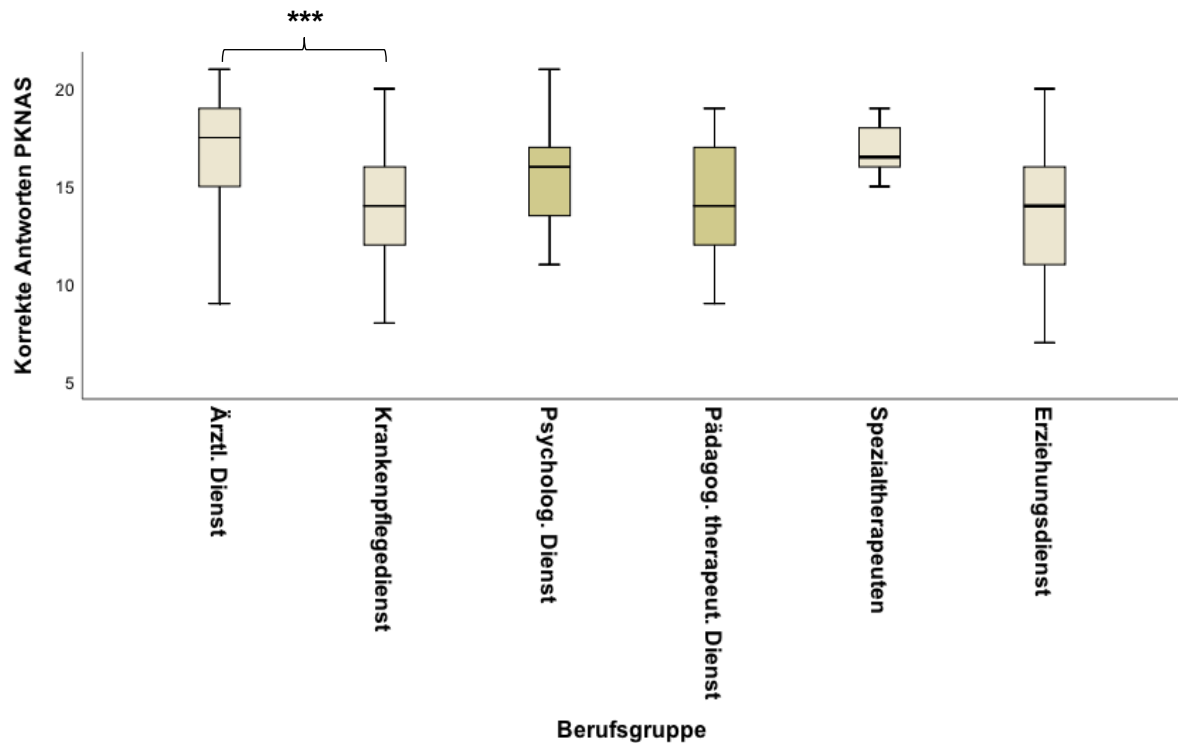 ***
Korrekte Antworten PKNAS
20
15
10
5
Ärztl. Dienst
Krankenpflegedienst
Psycholog. Dienst
Pädagog. therapeut. Dienst
Spezialtherapeuten
Erziehungsdienst
Berufsgruppe